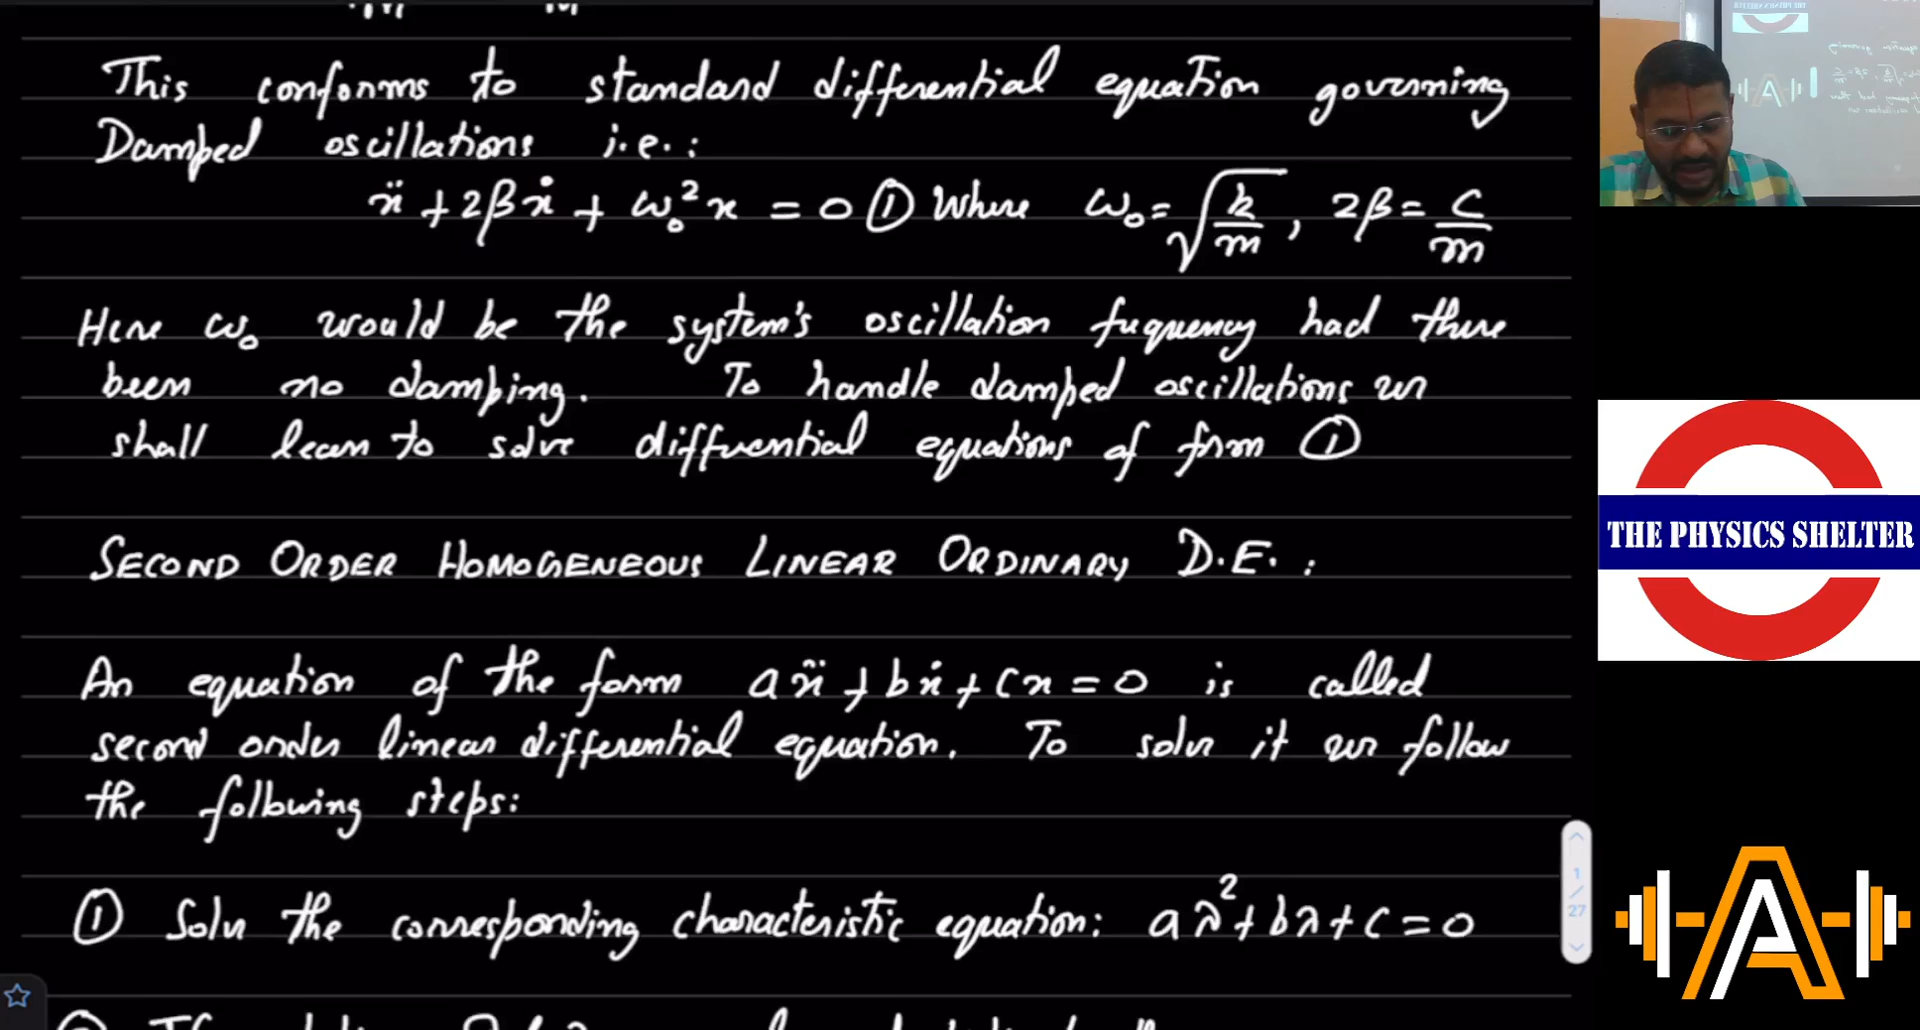 This conforms to standard differential equation governing
Damped oscillations i.e.:
ẍ + 2βẋ + ω₀²x = 0 ① Where ω₀ = √(k/m), 2β = c/m
Here ω₀ would be the system's oscillation frequency had there
been no damping. To handle damped oscillations we
shall learn to solve differential equations of form ①
SECOND ORDER HOMOGENEOUS LINEAR ORDINARY D.E.:
An equation of the form aẍ + bẋ + cx = 0 is called
second order linear differential equation. To solve it we follow
the following steps:
① Solve the corresponding characteristic equation: aλ² + bλ + c = 0
THE PHYSICS SHELTER
A
1
/
27